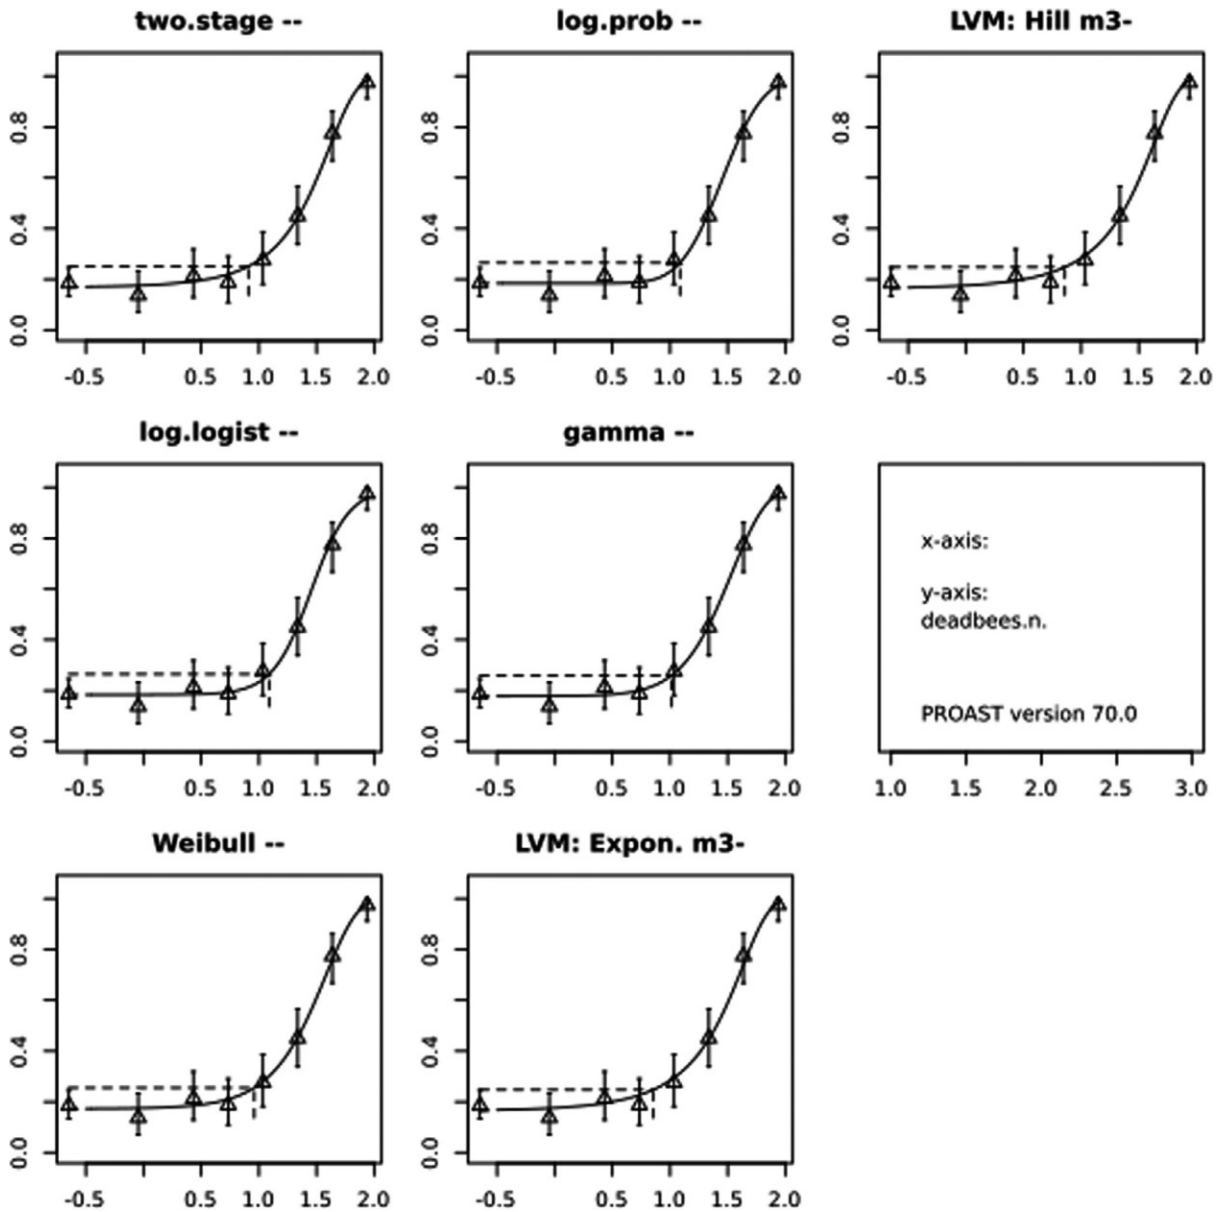 two.stage --
log.prob --
LVM: Hill m3-
0.8
0.4
0.0
-0.5 0.5 1.0 1.5 2.0
0.8
0.4
0.0
-0.5 0.5 1.0 1.5 2.0
0.8
0.4
0.0
-0.5 0.5 1.0 1.5 2.0
log.logist --
gamma --
0.8
0.4
0.0
-0.5 0.5 1.0 1.5 2.0
0.8
0.4
0.0
-0.5 0.5 1.0 1.5 2.0
x-axis:
y-axis:
deadbees.n.
PROAST version 70.0
1.0 1.5 2.0 2.5 3.0
Weibull --
LVM: Expon. m3-
0.8
0.4
0.0
-0.5 0.5 1.0 1.5 2.0
0.8
0.4
0.0
-0.5 0.5 1.0 1.5 2.0